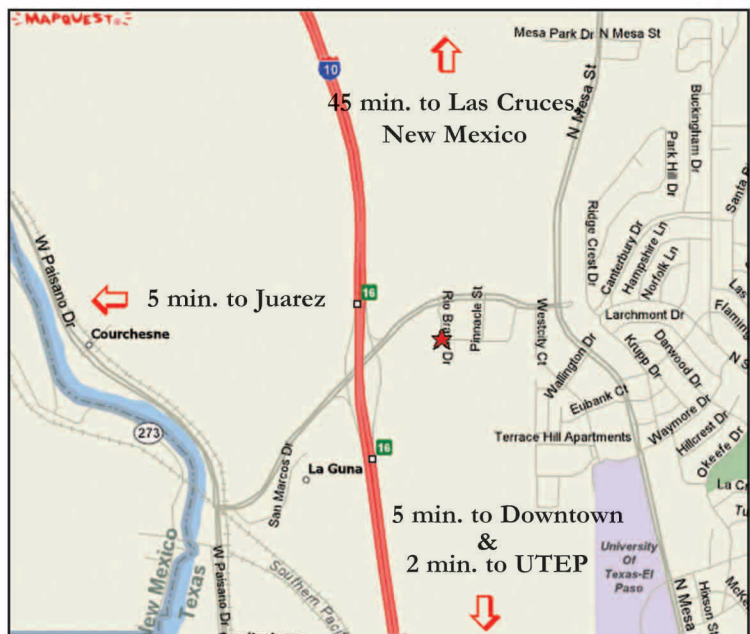 MAPQUEST
Mesa Park Dr
N Mesa St
10
45 min. to Las Cruces,
New Mexico
N Mesa St
Buckingham Dr
Park Hill Dr
Ridge Crest Dr
Canterbury Dr
Hampshire Ln
Norfolk Ln
W Paisano Dr
5 min. to Juarez
16
Rio
Dr
Pinnacle St
Westcity Ct
Larchmont Dr
Courchesne
Wallington Dr
Krupp Dr
Darwood Dr
Eubank Ct
273
Waymore Dr
Hillcrest Dr
Okeefe Dr
Terrace Hill Apartments
16
La Guna
San Marcos Dr
5 min. to Downtown
&
2 min. to UTEP
University
Of
Texas-El
Paso
New Mexico
Texas
W Paisano Dr
Southern Pacif
N Mesa
Hixson St